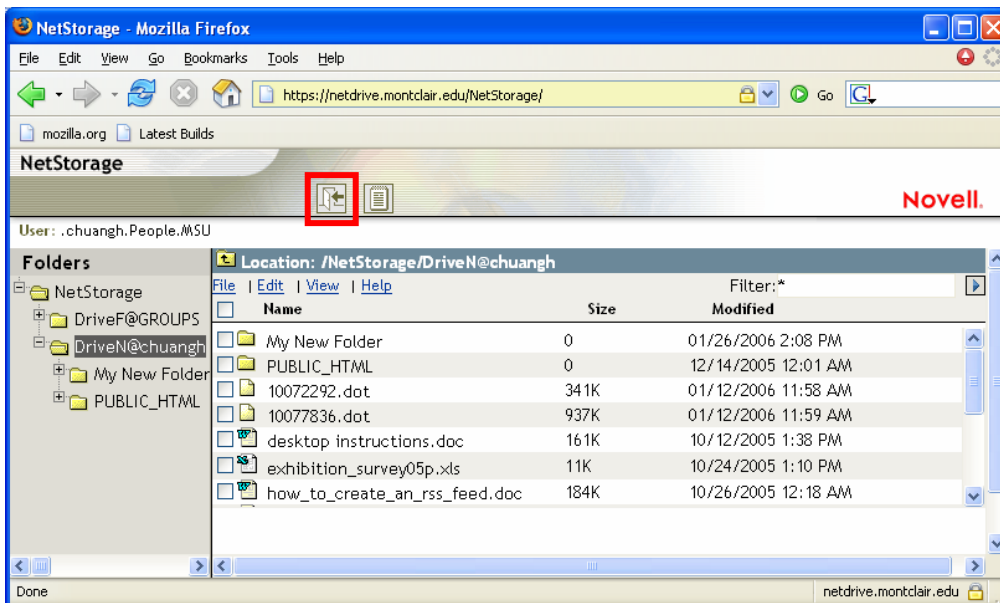 NetStorage - Mozilla Firefox
File Edit View Go Bookmarks Tools Help
https://netdrive.montclair.edu/NetStorage/ Go G
mozilla.org Latest Builds
NetStorage
Novell.
User: .chuangh.People.MSU
Folders
NetStorage
DriveF@GROUPS
DriveN@chuangh
My New Folder
PUBLIC_HTML
Location: /NetStorage/DriveN@chuangh
File | Edit | View | Help Filter:*
Name Size Modified
My New Folder 0 01/26/2006 2:08 PM
PUBLIC_HTML 0 12/14/2005 12:01 AM
10072292.dot 341K 01/12/2006 11:58 AM
10077836.dot 937K 01/12/2006 11:59 AM
desktop instructions.doc 161K 10/12/2005 1:38 PM
exhibition_survey05p.xls 11K 10/24/2005 1:10 PM
how_to_create_an_rss_feed.doc 184K 10/26/2005 12:18 AM
Done netdrive.montclair.edu